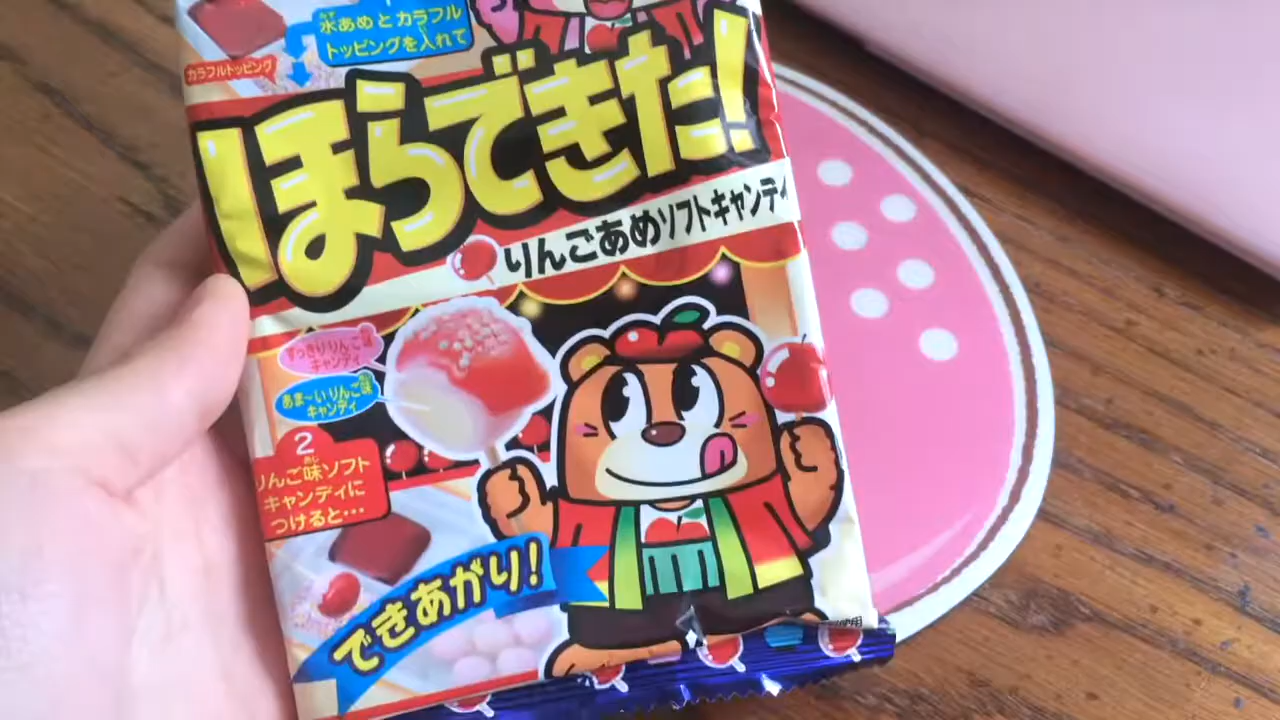 水あめとカラフル
トッピングを入れて
カラフルトッピング
ほらできた!
りんごあめソフトキャンディ
すっきりりんご味
キャンディ
あま〜いりんご味
キャンディ
2
りんご味ソフト
キャンディに
つけると…
できあがり!